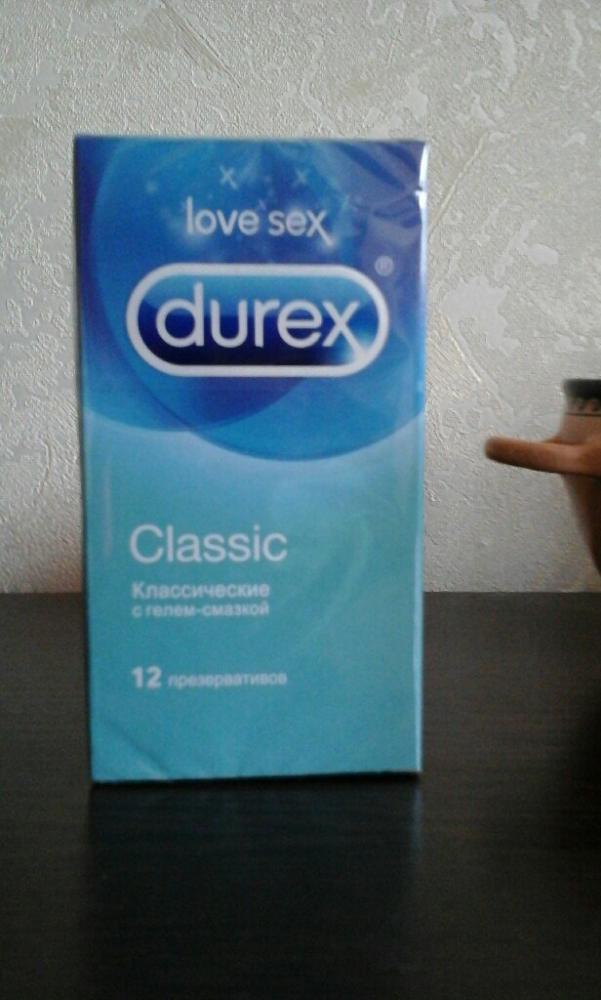 love sex
durex®
Classic
Классические
с гелем-смазкой
12 презервативов